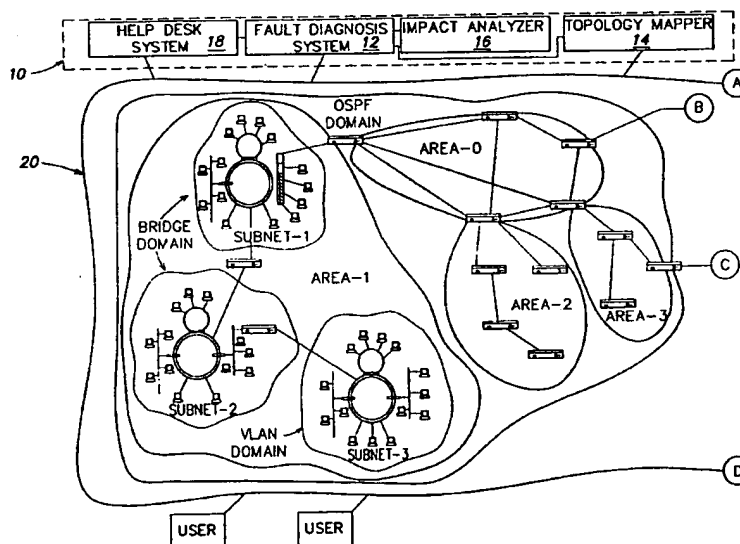 HELP DESK
SYSTEM 18
FAULT DIAGNOSIS
SYSTEM 12
IMPACT ANALYZER
16
TOPOLOGY MAPPER
14
10
A
OSPF
DOMAIN
B
AREA-0
20
BRIDGE
DOMAIN
SUBNET-1
AREA-1
C
AREA-2
AREA-3
SUBNET-2
VLAN
DOMAIN
SUBNET-3
D
USER
USER